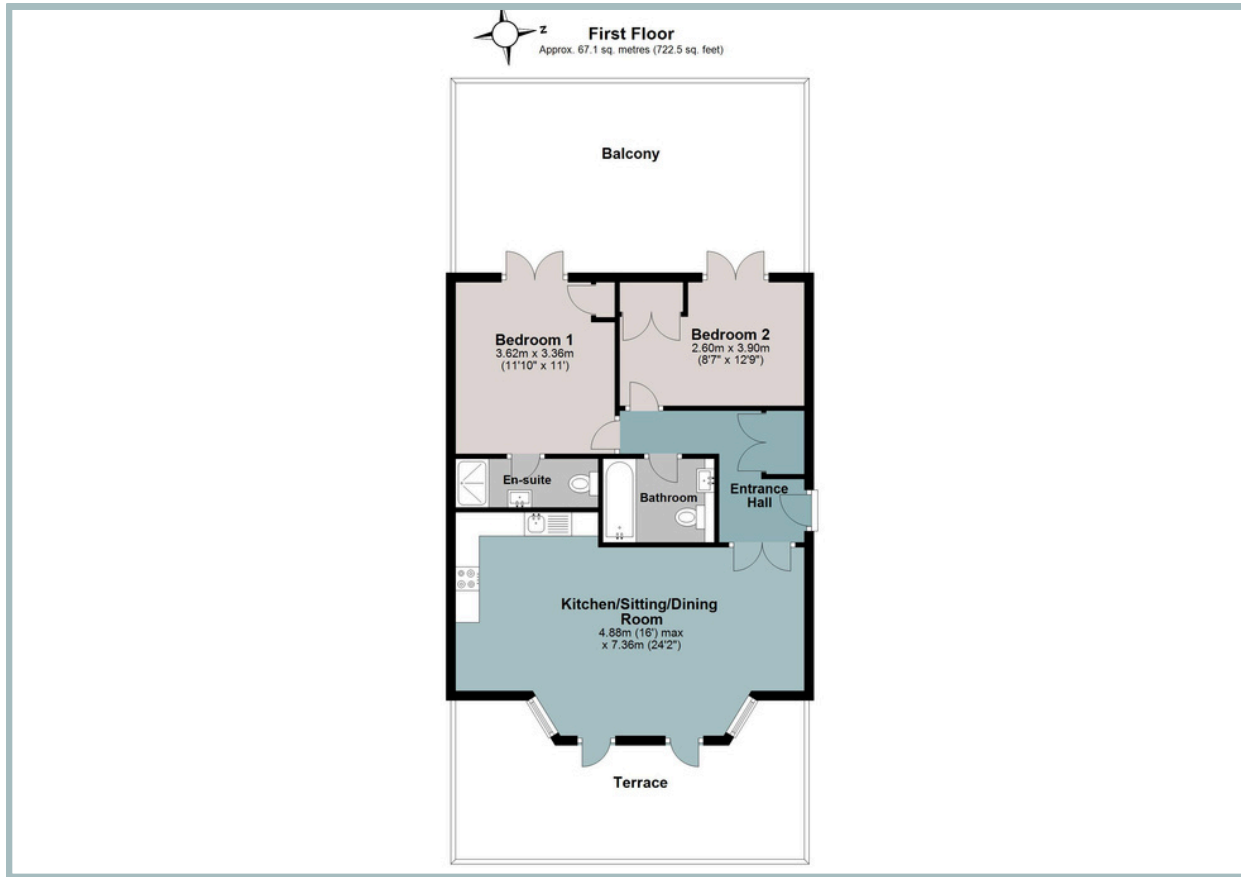 N
First Floor
Approx. 67.1 sq. metres (722.5 sq. feet)
Balcony
Bedroom 1
3.62m x 3.36m
(11'10" x 11')
Bedroom 2
2.60m x 3.90m
(8'7" x 12'9")
En-suite
Bathroom
Entrance
Hall
Kitchen/Sitting/Dining
Room
4.88m (16') max
x 7.36m (24'2")
Terrace